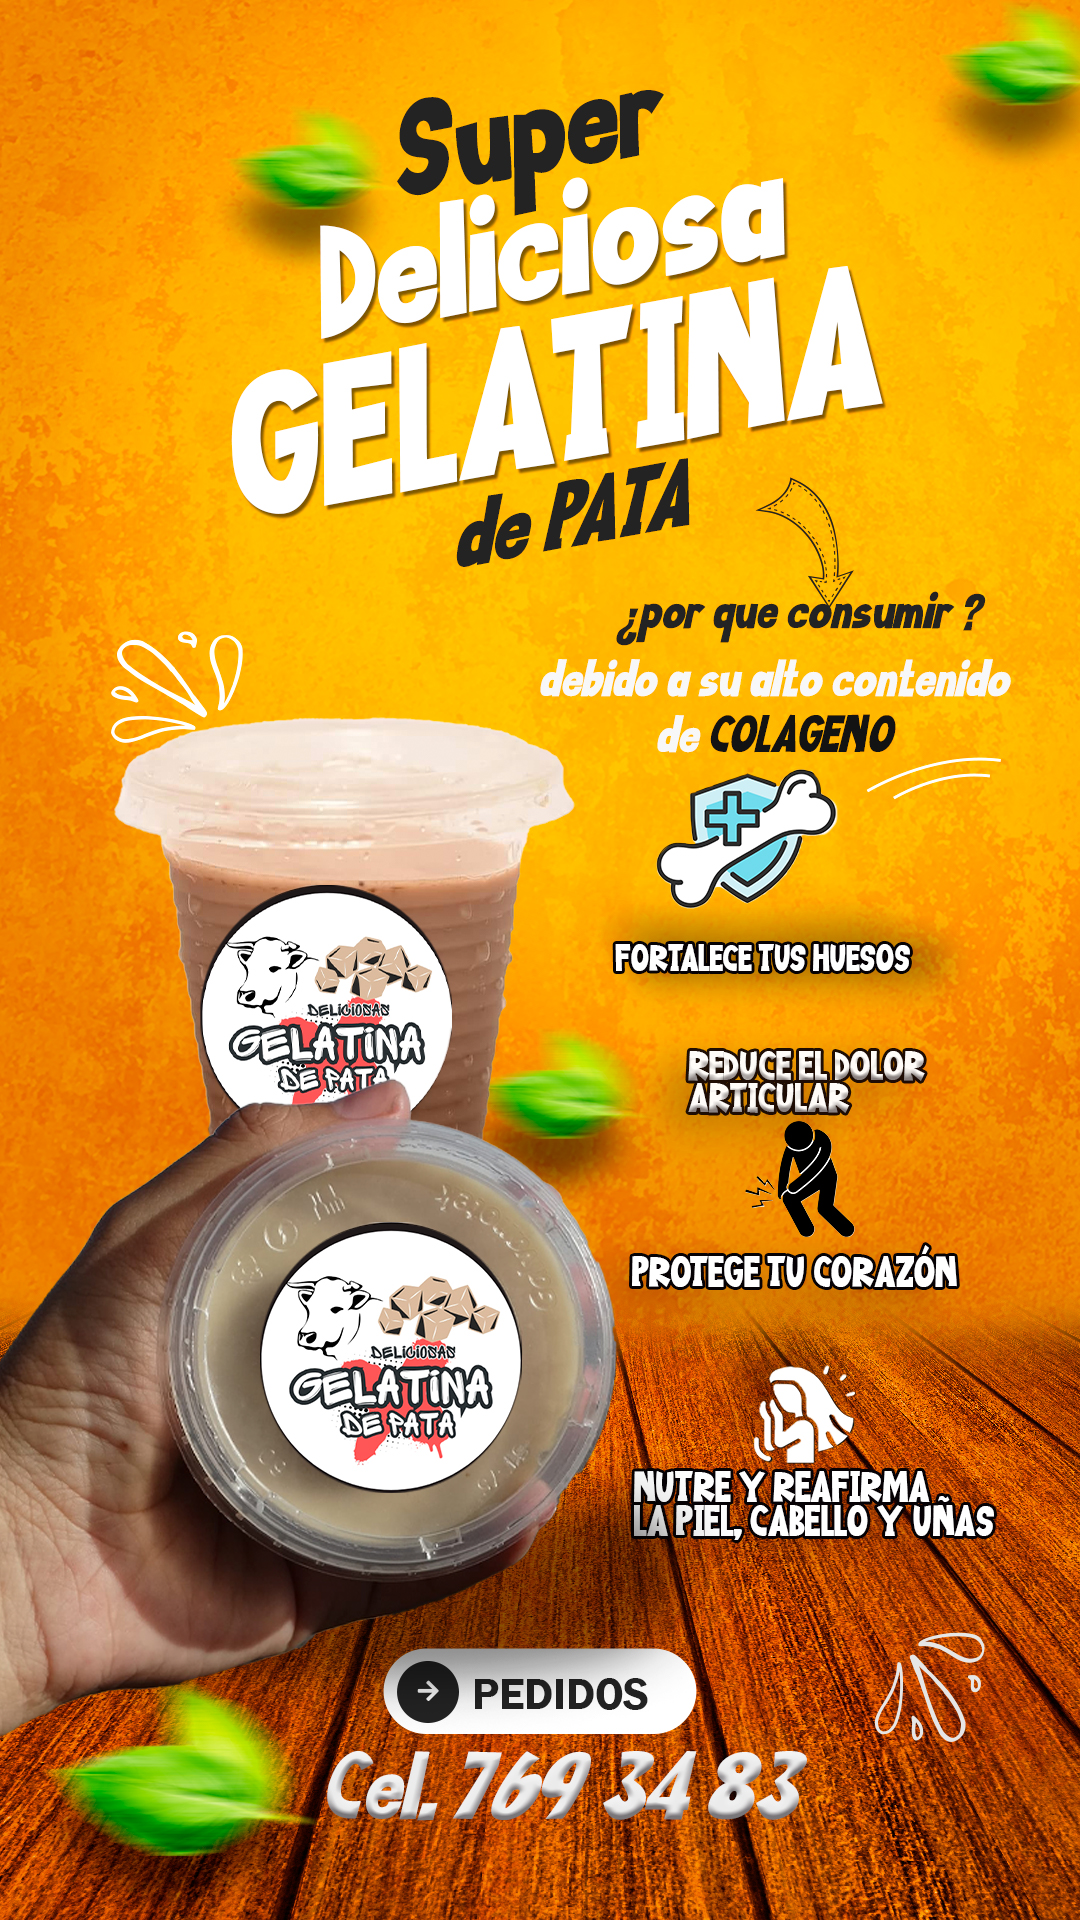 Super
Deliciosa
GELATINA
de PATA
¿por que consumir ?
debido a su alto contenido
de COLAGENO
FORTALECE TUS HUESOS
REDUCE EL DOLOR
ARTICULAR
PROTEGE TU CORAZÓN
NUTRE Y REAFIRMA
LA PIEL, CABELLO Y UÑAS
DELICIOSAS
GELATINA
DE PATA
DELICIOSAS
GELATINA
DE PATA
PEDIDOS
Cel. 769 34 83